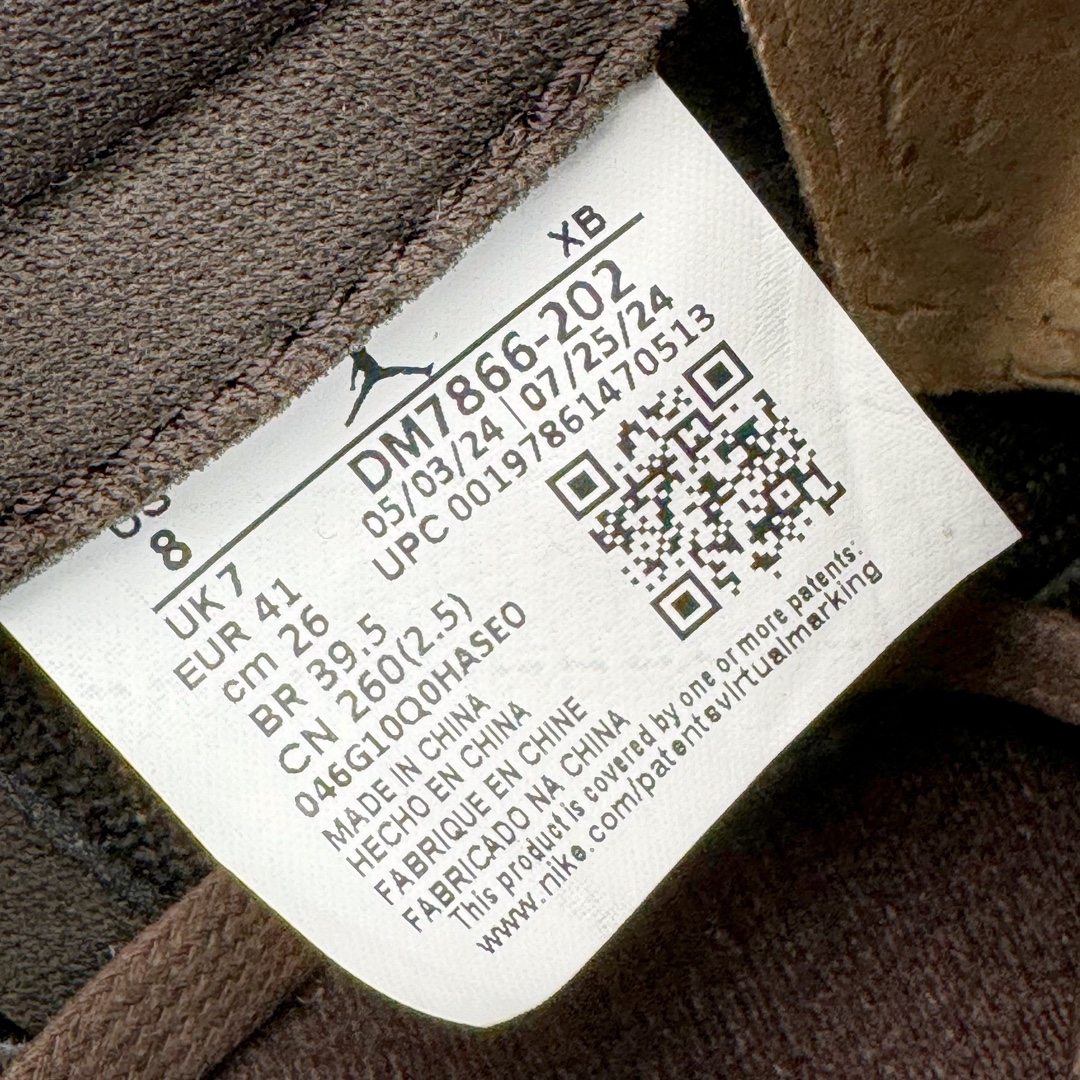 XB
8
DM7866-202
05/03/24 | 07/25/24
UPC 00197861470513
UK 7
EUR 41
cm 26
BR 39.5
CN 260(2.5)
046G10Q0HASE0
MADE IN CHINA
HECHO EN CHINA
FABRIQUE EN CHINE
FABRICADO NA CHINA
This product is covered by one or more patents:
www.nike.com/patentsvirtualmarking